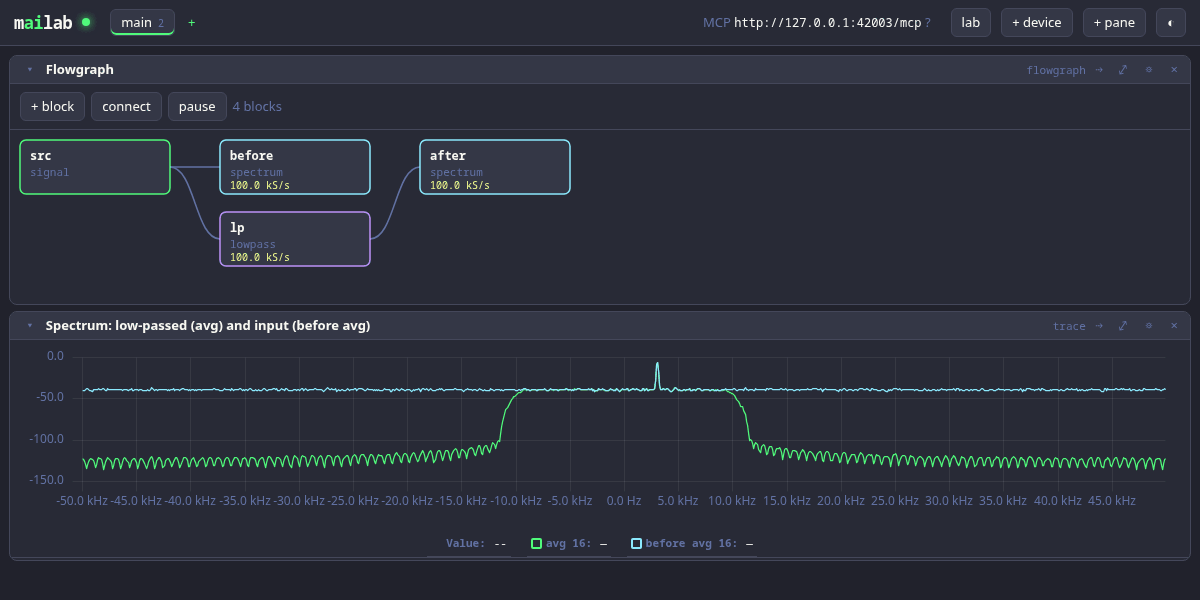 mailab
main 2
+
MCP http://127.0.0.1:42003/mcp ?
lab
+ device
+ pane
Flowgraph
flowgraph
+ block
connect
pause
4 blocks
src
signal
before
spectrum
100.0 kS/s
after
spectrum
100.0 kS/s
lp
lowpass
100.0 kS/s
Spectrum: low-passed (avg) and input (before avg)
trace
0.0
-50.0
-100.0
-150.0
-50.0 kHz -45.0 kHz -40.0 kHz -35.0 kHz -30.0 kHz -25.0 kHz -20.0 kHz -15.0 kHz -10.0 kHz -5.0 kHz 0.0 Hz 5.0 kHz 10.0 kHz 15.0 kHz 20.0 kHz 25.0 kHz 30.0 kHz 35.0 kHz 40.0 kHz 45.0 kHz
Value: -- avg 16: — before avg 16: —